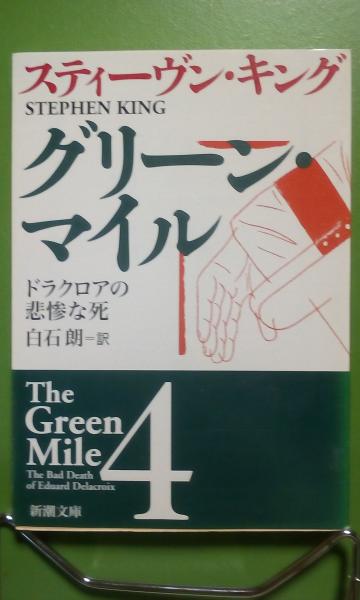 スティーヴン・キング
STEPHEN KING
グリーン・
マイル
ドラクロアの
悲惨な死
白石 朗=訳
The
Green
Mile
4
The Bad Death
of Eduard Delacroix
新潮文庫